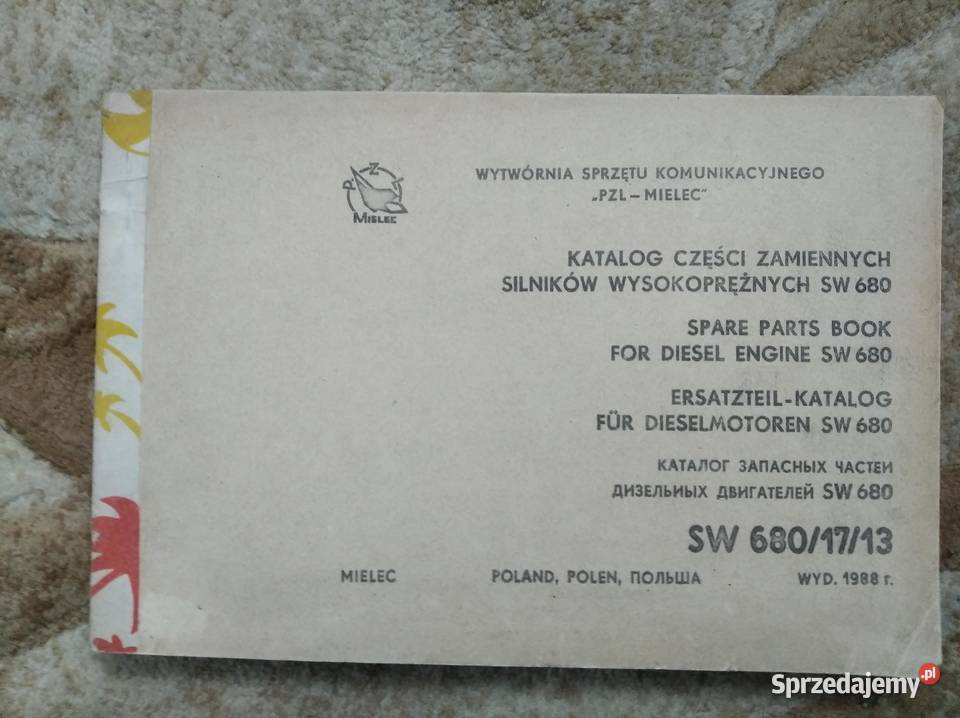 P. Z. L.
MIELEC
WYTWÓRNIA SPRZĘTU KOMUNIKACYJNEGO
„PZL – MIELEC"
KATALOG CZĘŚCI ZAMIENNYCH
SILNIKÓW WYSOKOPRĘŻNYCH SW 680
SPARE PARTS BOOK
FOR DIESEL ENGINE SW 680
ERSATZTEIL-KATALOG
FÜR DIESELMOTOREN SW 680
КАТАЛОГ ЗАПАСНЫХ ЧАСТЕИ
ДИЗЕЛЬНЫХ ДВИГАТЕЛЕЙ SW 680
SW 680/17/13
MIELEC POLAND, POLEN, ПОЛЬША WYD. 1988 r.
Sprzedajemy.pl